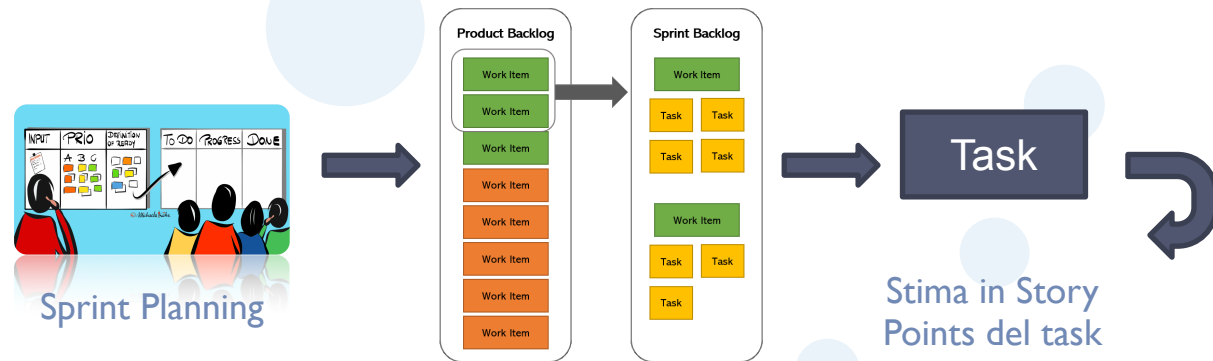 INPUT
PRIO
DEFINITION
OF READY
TO DO
PROGRESS
DONE
A B C
Sprint Planning
Product Backlog
Work Item
Work Item
Work Item
Work Item
Work Item
Work Item
Work Item
Work Item
Sprint Backlog
Work Item
Task Task
Task Task
Work Item
Task Task
Task
Task
Stima in Story
Points del task